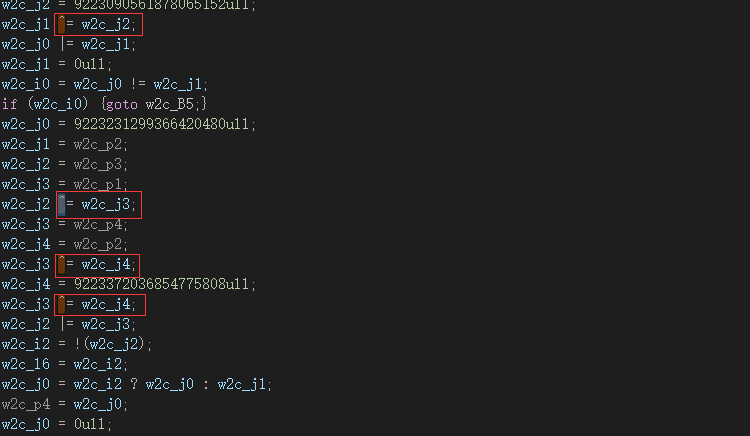 w2c_j2 = 9223090561878065152ull;
w2c_j1 ^= w2c_j2;
w2c_j0 |= w2c_j1;
w2c_j1 = 0ull;
w2c_i0 = w2c_j0 != w2c_j1;
if (w2c_i0) {goto w2c_B5;}
w2c_j0 = 9223231299366420480ull;
w2c_j1 = w2c_p2;
w2c_j2 = w2c_p3;
w2c_j3 = w2c_p1;
w2c_j2 ^= w2c_j3;
w2c_j3 = w2c_p4;
w2c_j4 = w2c_p2;
w2c_j3 ^= w2c_j4;
w2c_j4 = 9223372036854775808ull;
w2c_j3 ^= w2c_j4;
w2c_j2 |= w2c_j3;
w2c_i2 = !(w2c_j2);
w2c_l6 = w2c_i2;
w2c_j0 = w2c_i2 ? w2c_j0 : w2c_j1;
w2c_p4 = w2c_j0;
w2c_j0 = 0ull;